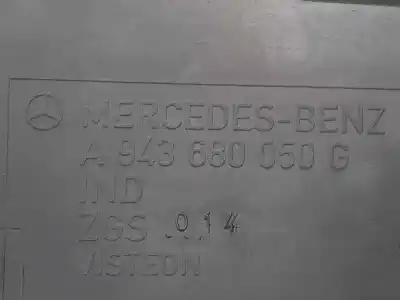 MERCEDES-BENZ
A 943 680 050 G
IND
ZGS 014
VISTEON